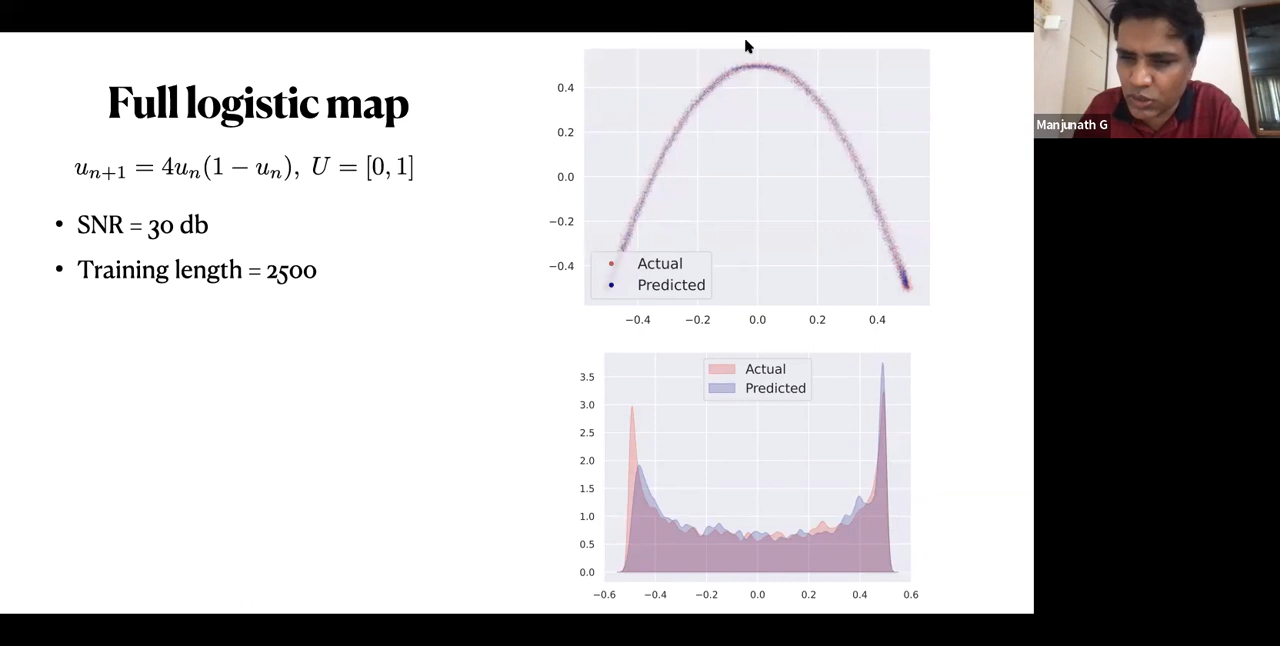 Full logistic map
uₙ₊₁ = 4uₙ(1 − uₙ), U = [0, 1]
• SNR = 30 db
• Training length = 2500
0.4
0.2
0.0
−0.2
−0.4
Actual
Predicted
−0.4 −0.2 0.0 0.2 0.4
Actual
Predicted
3.5
3.0
2.5
2.0
1.5
1.0
0.5
0.0
−0.6 −0.4 −0.2 0.0 0.2 0.4 0.6
Manjunath G